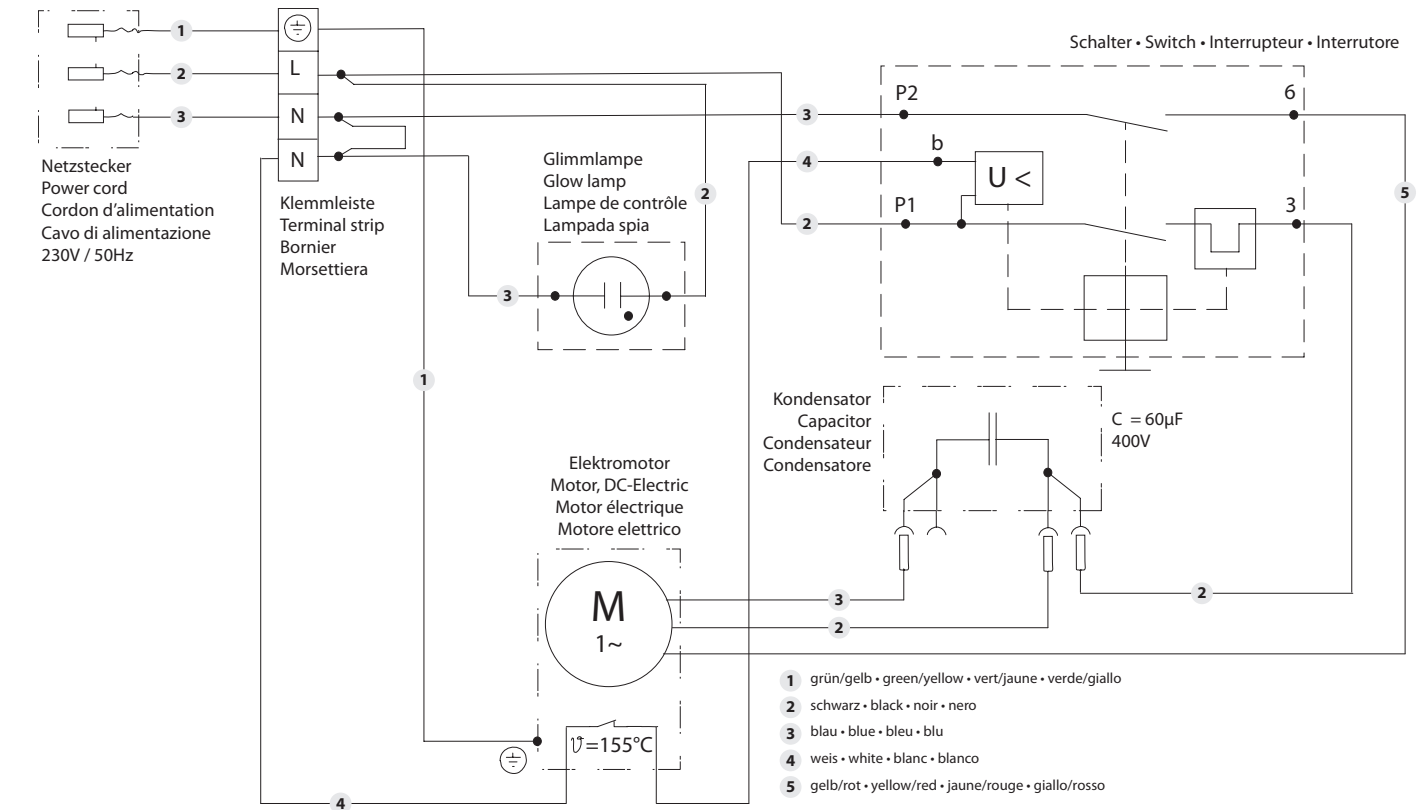 1
2
3
L
N
N
Netzstecker
Power cord
Cordon d'alimentation
Cavo di alimentazione
230V / 50Hz
Klemmleiste
Terminal strip
Bornier
Morsettiera
Glimmlampe
Glow lamp
Lampe de contrôle
Lampada spia
2
3
1
Schalter • Switch • Interrupteur • Interrutore
P2
6
3
b
4
U <
5
P1
3
2
Kondensator
Capacitor
Condensateur
Condensatore
C = 60µF
400V
Elektromotor
Motor, DC-Electric
Motor électrique
Motore elettrico
M
1~
3
2
2
ϑ=155°C
4
1 grün/gelb • green/yellow • vert/jaune • verde/giallo
2 schwarz • black • noir • nero
3 blau • blue • bleu • blu
4 weis • white • blanc • blanco
5 gelb/rot • yellow/red • jaune/rouge • giallo/rosso